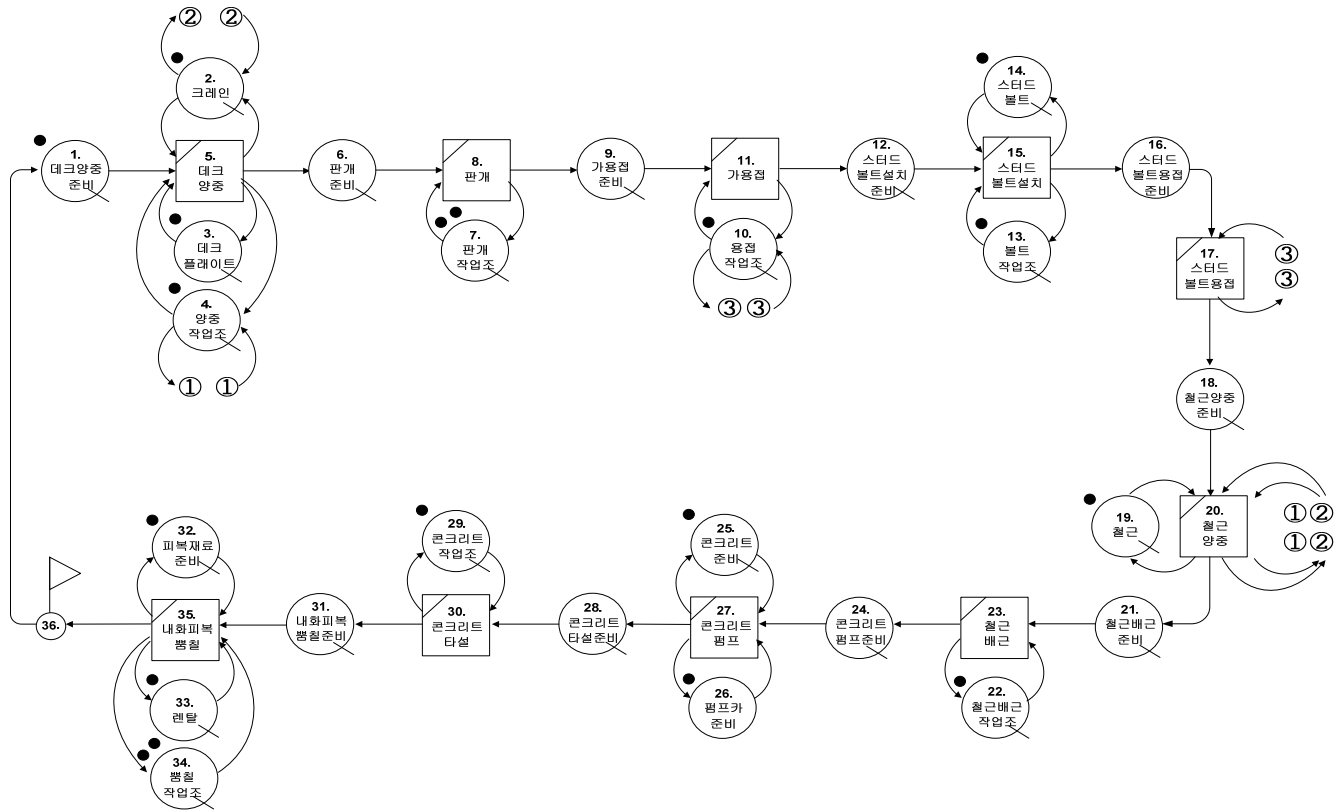 ② ②
2.
크레인
1.
데크양중
준비
5.
데크
양중
3.
데크
플래이트
4.
양중
작업조
① ①
6.
판개
준비
8.
판개
7.
판개
작업조
9.
가용접
준비
11.
가용접
10.
용접
작업조
③ ③
12.
스터드
볼트설치
준비
14.
스터드
볼트
15.
스터드
볼트설치
13.
볼트
작업조
16.
스터드
볼트용접
준비
17.
스터드
볼트용접
③
③
18.
철근양중
준비
19.
철근
20.
철근
양중
① ②
① ②
21.
철근배근
준비
23.
철근
배근
22.
철근배근
작업조
24.
콘크리트
펌프준비
25.
콘크리트
준비
27.
콘크리트
펌프
26.
펌프카
준비
28.
콘크리트
타설준비
29.
콘크리트
작업조
30.
콘크리트
타설
31.
내화피복
뿜칠준비
32.
피복재료
준비
35.
내화피복
뿜칠
33.
렌탈
34.
뿜칠
작업조
36.